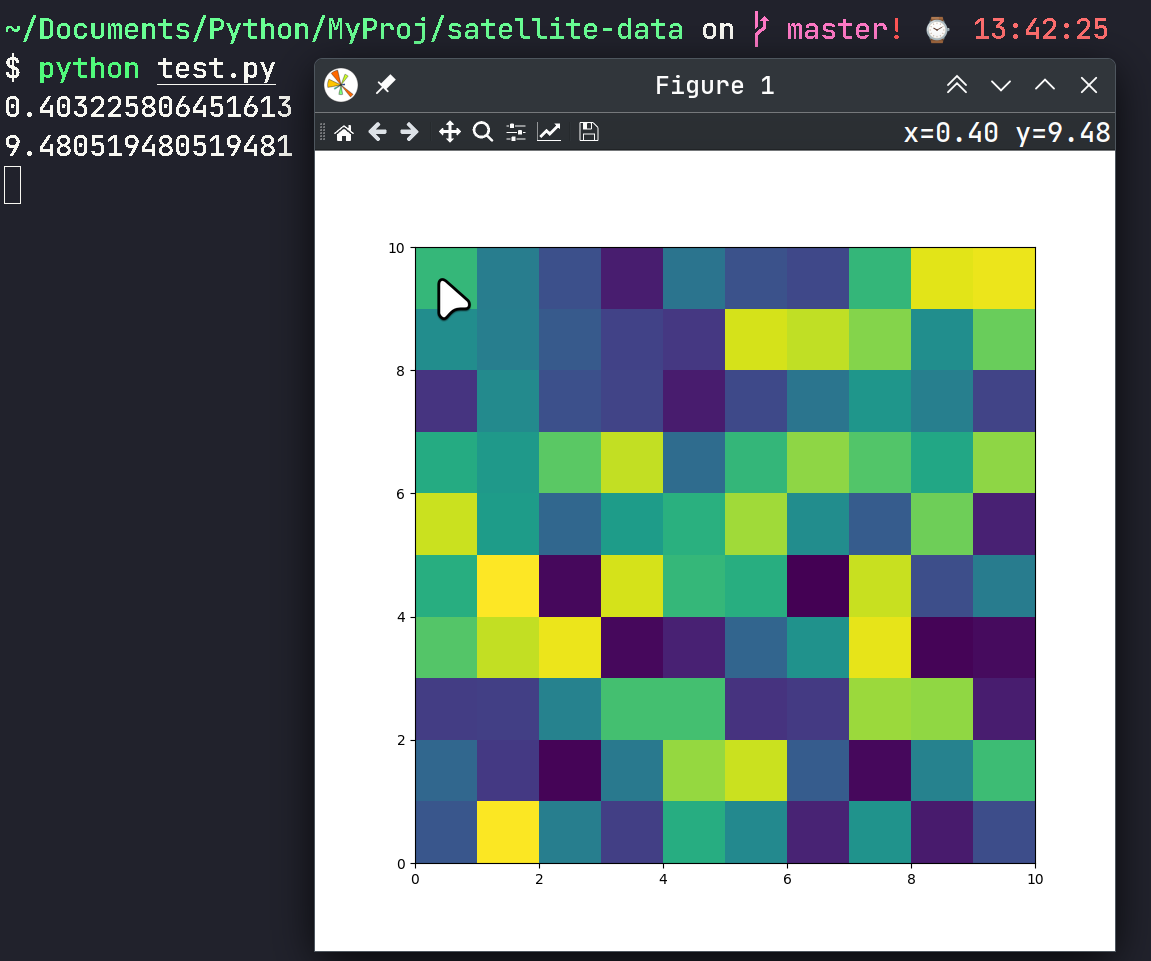 ~/Documents/Python/MyProj/satellite-data on master! ⌚ 13:42:25
$ python test.py
0.403225806451613
9.480519480519481
Figure 1
x=0.40 y=9.48
10
8
6
4
2
0
0 2 4 6 8 10